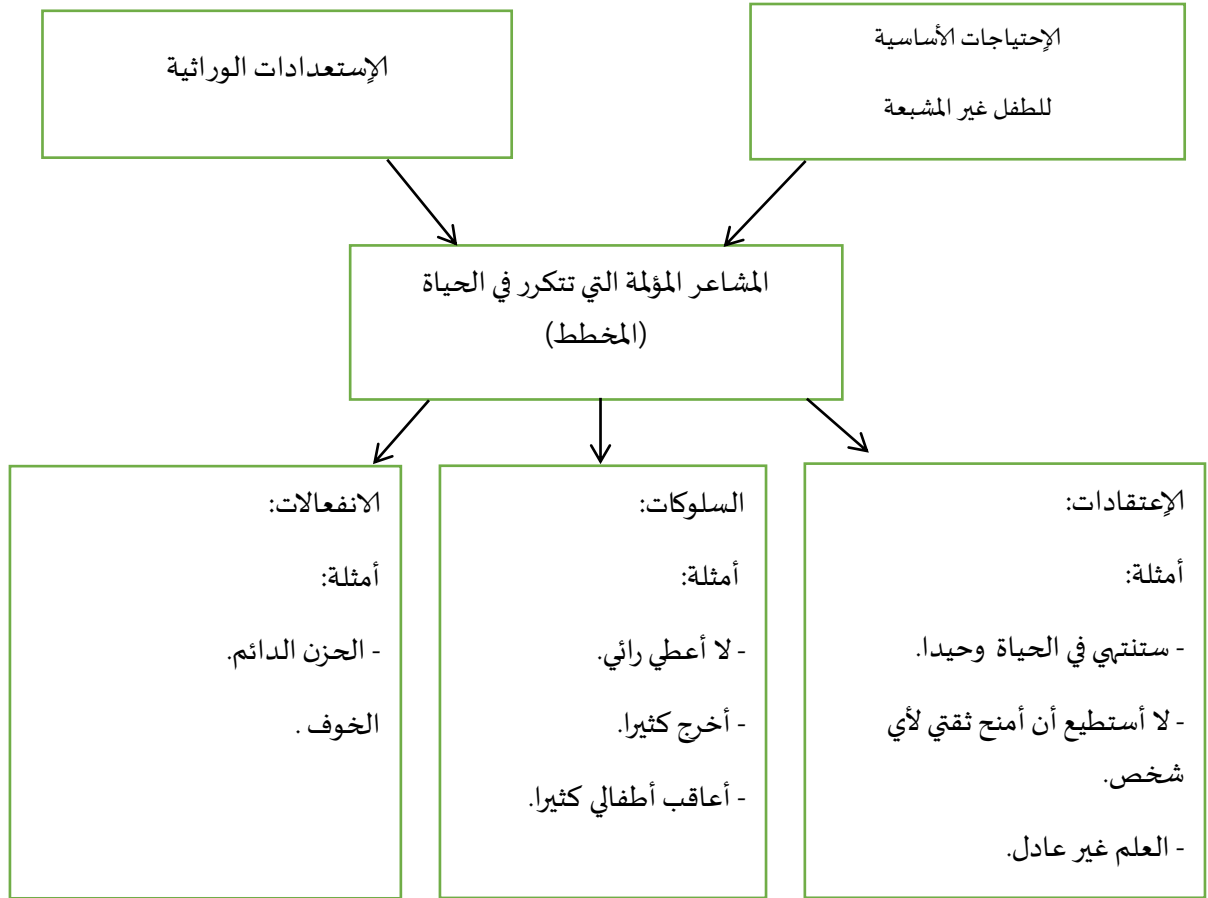 الإحتياجات الأساسية
للطفل غير المشبعة
الإستعدادات الوراثية
المشاعر المؤلمة التي تتكرر في الحياة
(المخطط)
الإعتقادات:
أمثلة:
- ستنتهي في الحياة وحيدا.
- لا أستطيع أن أمنح ثقتي لأي
شخص.
- العلم غير عادل.
السلوكات:
أمثلة:
- لا أعطي رائي.
- أخرج كثيرا.
- أعاقب أطفالي كثيرا.
الانفعالات:
أمثلة:
- الحزن الدائم.
الخوف .